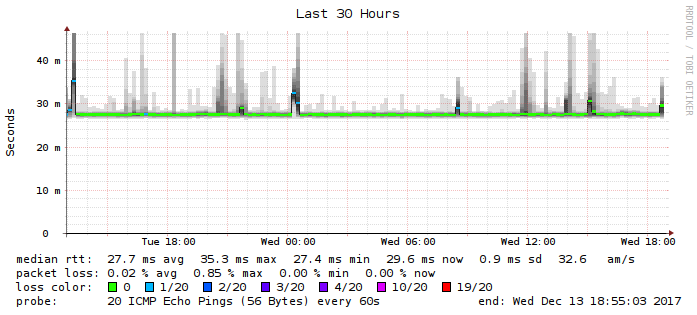 Last 30 Hours
RRDTOOL / TOBI OETIKER
Seconds
40 m
30 m
20 m
10 m
0
Tue 18:00 Wed 00:00 Wed 06:00 Wed 12:00 Wed 18:00
median rtt: 27.7 ms avg 35.3 ms max 27.4 ms min 29.6 ms now 0.9 ms sd 32.6 am/s
packet loss: 0.02 % avg 0.85 % max 0.00 % min 0.00 % now
loss color: 0 1/20 2/20 3/20 4/20 10/20 19/20
probe: 20 ICMP Echo Pings (56 Bytes) every 60s end: Wed Dec 13 18:55:03 2017